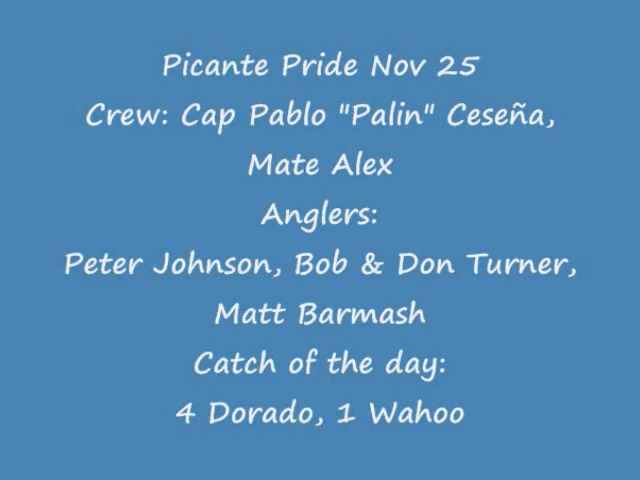 Picante Pride Nov 25
Crew: Cap Pablo "Palin" Ceseña,
Mate Alex
Anglers:
Peter Johnson, Bob & Don Turner,
Matt Barmash
Catch of the day:
4 Dorado, 1 Wahoo